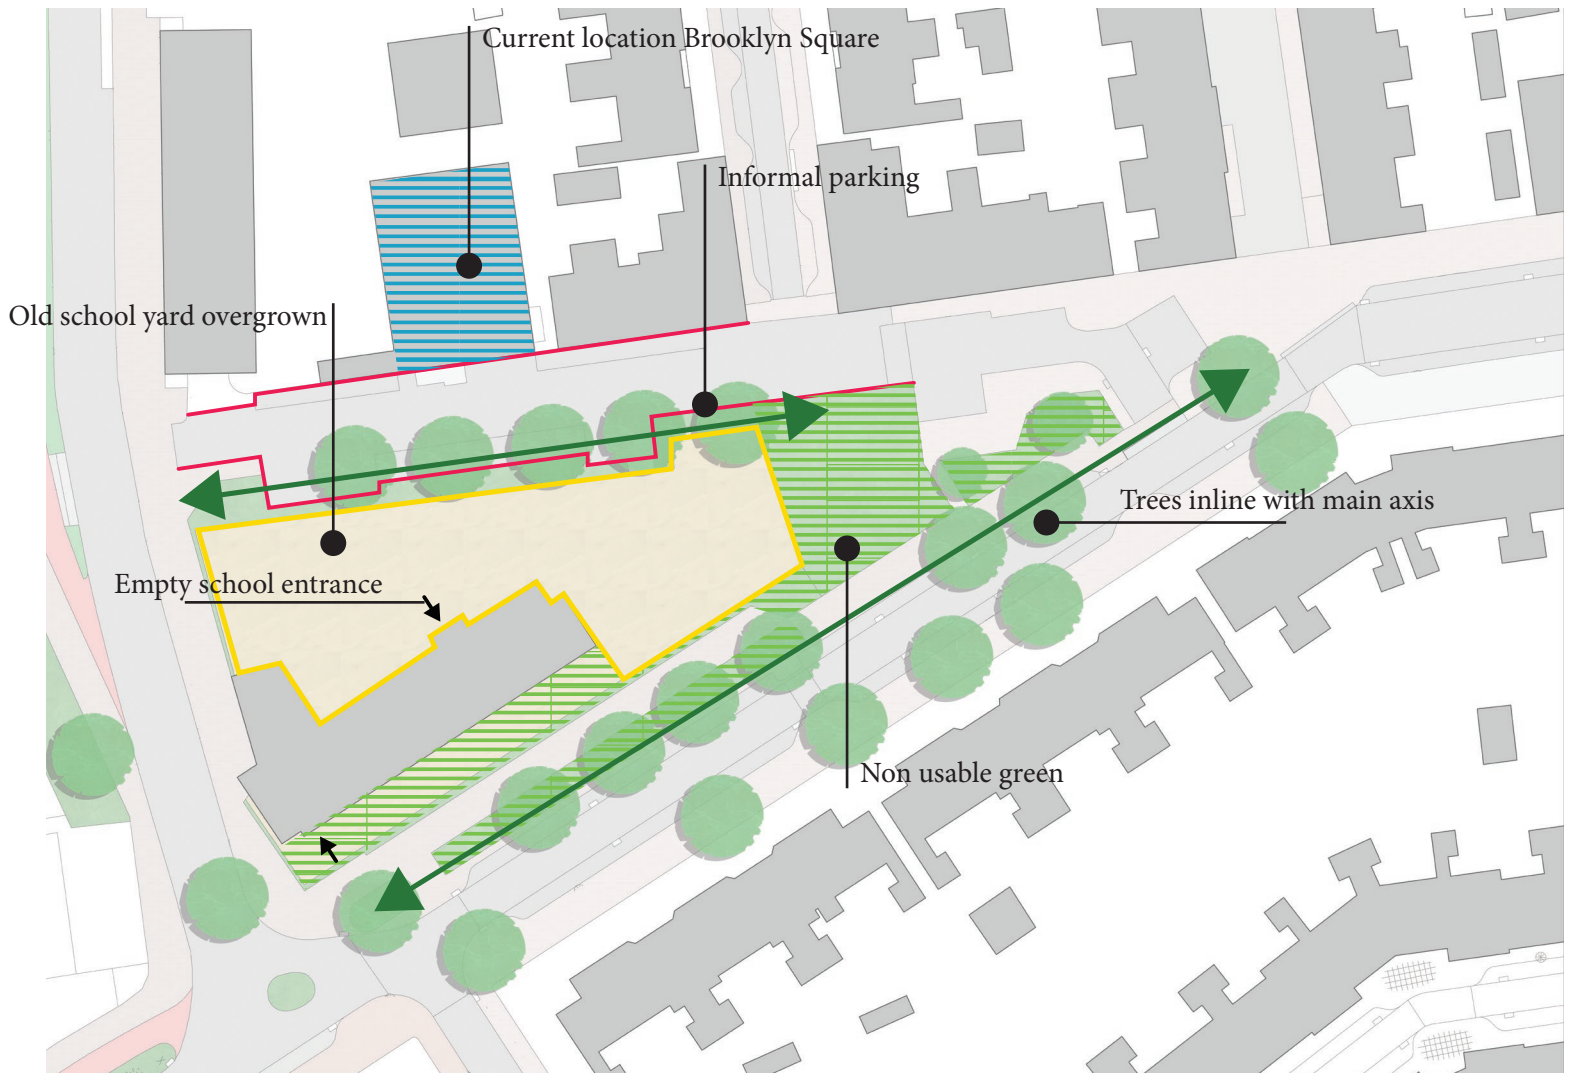 Current location Brooklyn Square
Informal parking
Old school yard overgrown
Trees inline with main axis
Empty school entrance
Non usable green